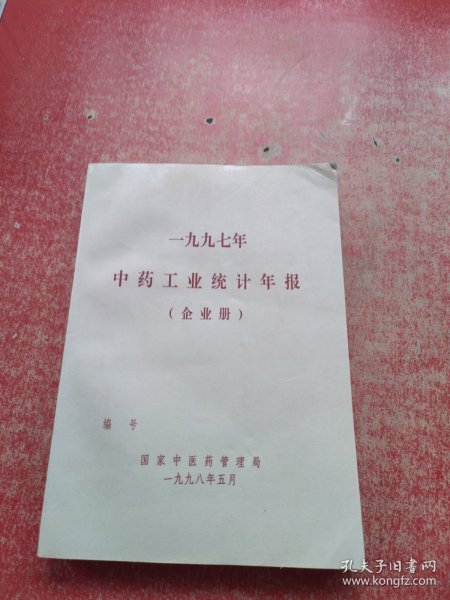 一九九七年
中药工业统计年报
（企业册）
编 号
国家中医药管理局
一九九八年五月
孔夫子旧书网
www.kongfz.com